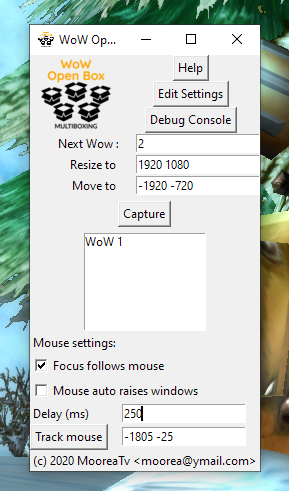 WoW Op...
WoW
Open Box
MULTIBOXING
Help
Edit Settings
Debug Console
Next Wow : 2
Resize to 1920 1080
Move to -1920 -720
Capture
WoW 1
Mouse settings:
Focus follows mouse
Mouse auto raises windows
Delay (ms) 250
Track mouse -1805 -25
(c) 2020 MooreaTv <moorea@ymail.com>